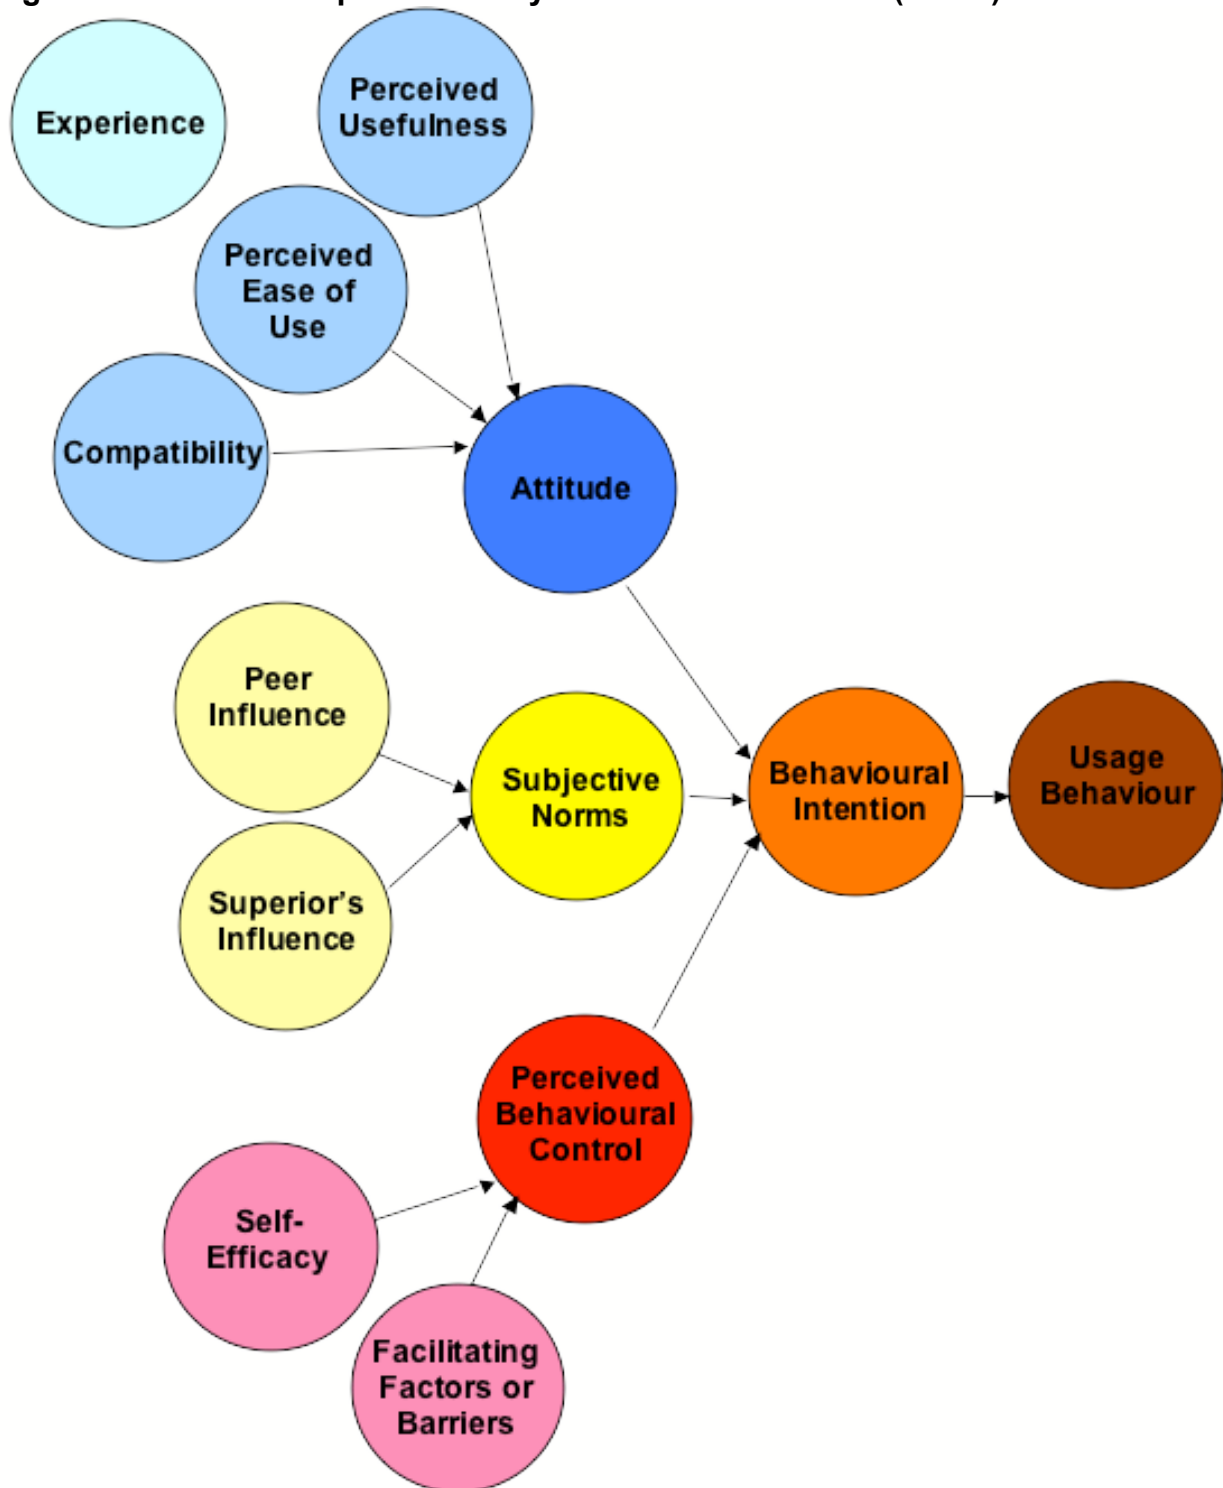 Experience
Perceived
Usefulness
Perceived
Ease of
Use
Compatibility
Attitude
Peer
Influence
Subjective
Norms
Behavioural
Intention
Usage
Behaviour
Superior’s
Influence
Perceived
Behavioural
Control
Self-
Efficacy
Facilitating
Factors or
Barriers